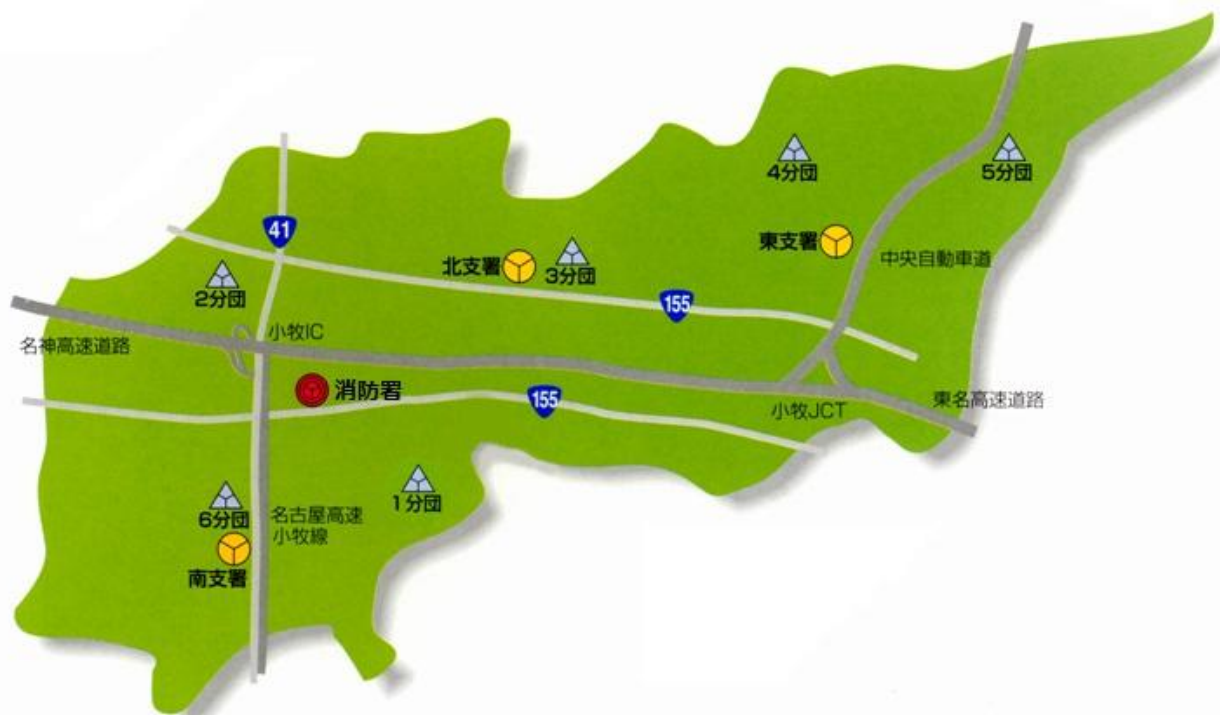 4分団
5分団
41
東支署
北支署
3分団
中央自動車道
2分団
155
小牧IC
名神高速道路
消防署
155
小牧JCT
東名高速道路
1分団
6分団
名古屋高速
小牧線
南支署